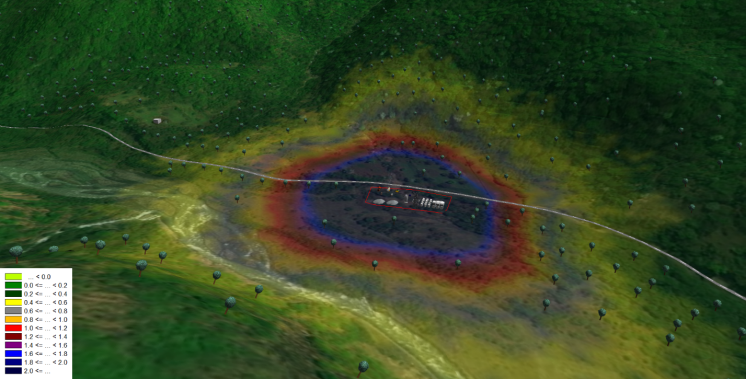 ... < 0.0
0.0 <= ... < 0.2
0.2 <= ... < 0.4
0.4 <= ... < 0.6
0.6 <= ... < 0.8
0.8 <= ... < 1.0
1.0 <= ... < 1.2
1.2 <= ... < 1.4
1.4 <= ... < 1.6
1.6 <= ... < 1.8
1.8 <= ... < 2.0
2.0 <= ...